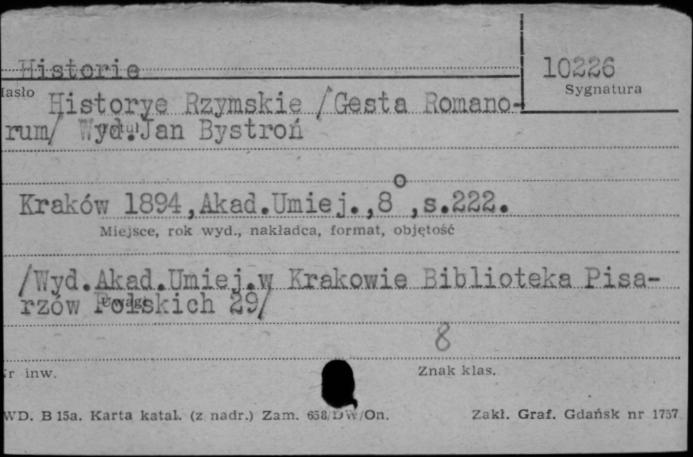 Historie
10226
Hasło
Sygnatura
Historye Rzymskie /Gesta Romano-
rum/ Wyd.Jan Bystroń
Kraków 1894,Akad.Umiej.,8°,s.222.
Miejsce, rok wyd., nakładca, format, objętość
/Wyd.Akad.Umiej.w Krakowie Biblioteka Pisa-
rzów Polskich 29/
Uwagi
8
Nr inw.
Znak klas.
WD. B 15a. Karta katal. (z nadr.) Zam. 658/DW/On.
Zakł. Graf. Gdańsk nr 1757